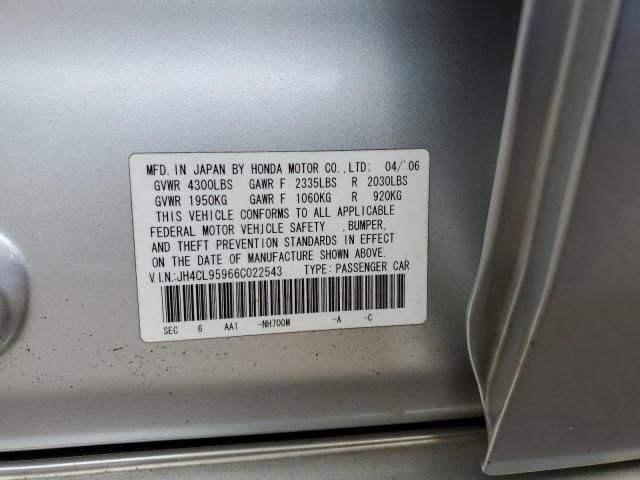 MFD. IN JAPAN BY HONDA MOTOR CO.,LTD: 04/'06
GVWR 4300LBS GAWR F 2335LBS R 2030LBS
GVWR 1950KG GAWR F 1060KG R 920KG
THIS VEHICLE CONFORMS TO ALL APPLICABLE
FEDERAL MOTOR VEHICLE SAFETY ,BUMPER,
AND THEFT PREVENTION STANDARDS IN EFFECT
ON THE DATE OF MANUFACTURE SHOWN ABOVE.
V.I.N.:JH4CL95966C022543 TYPE: PASSENGER CAR
SEC 6 AA1 -NH700M -A -C